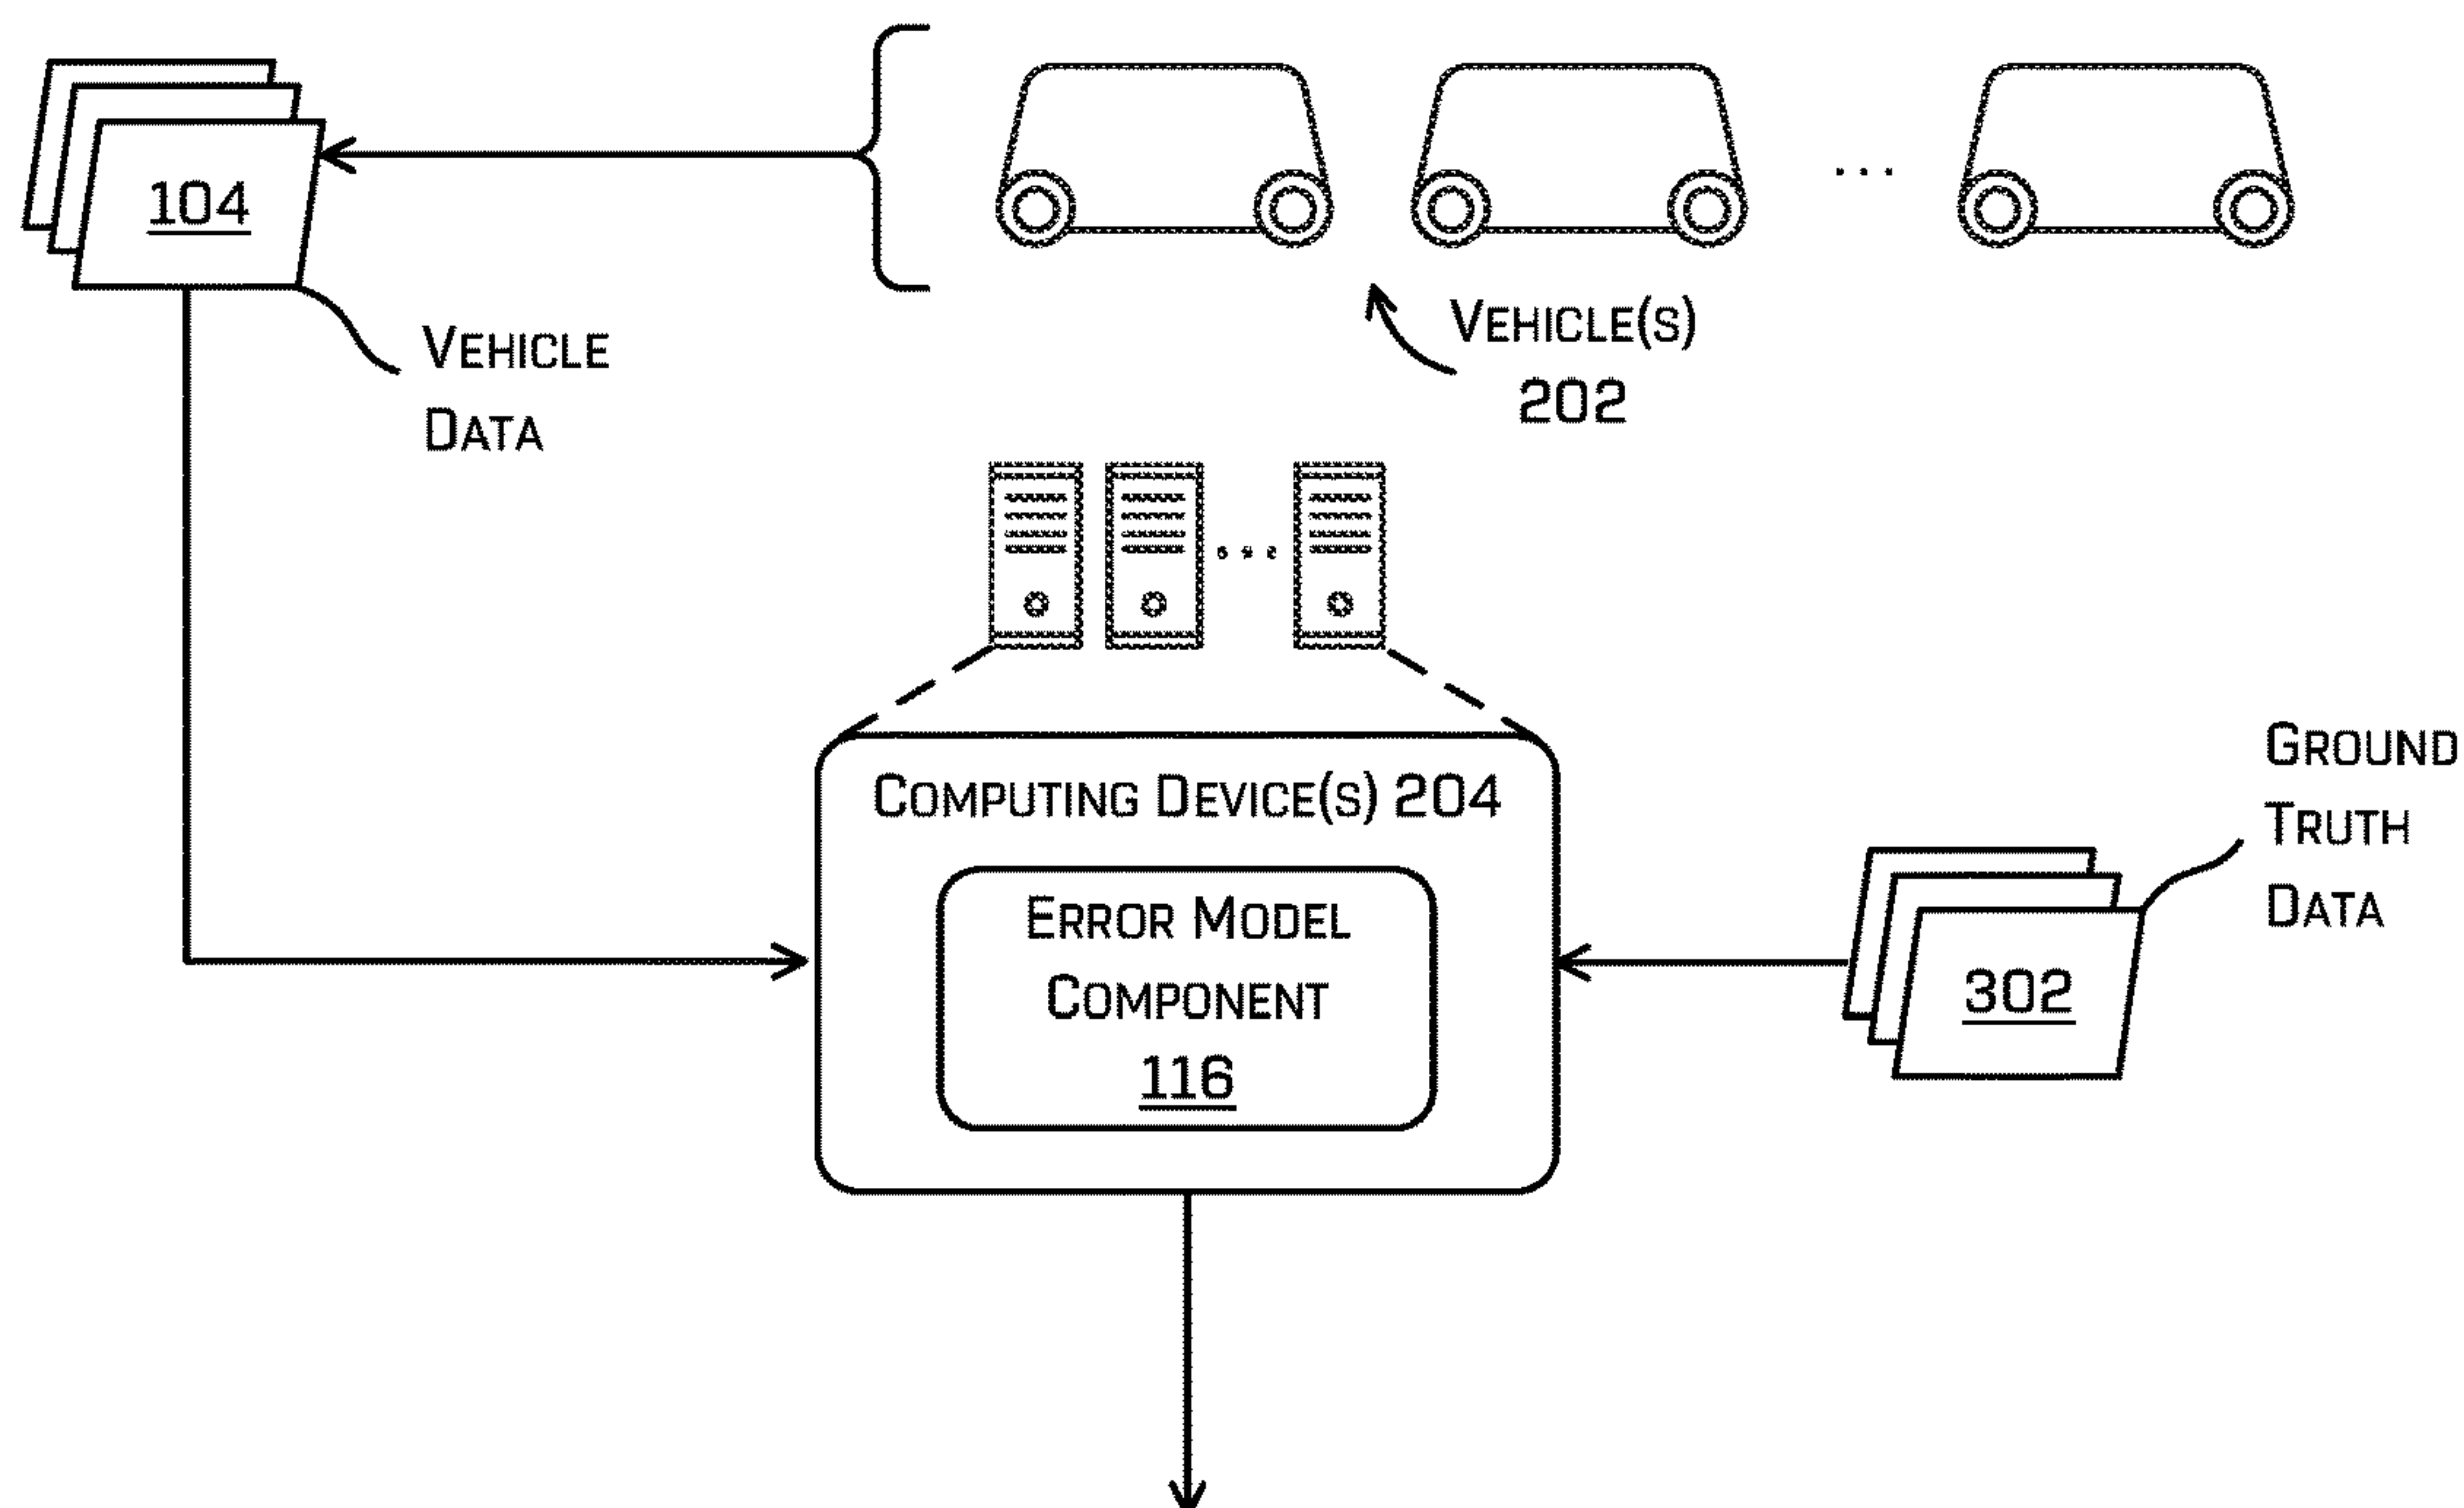 104
VEHICLE
DATA
VEHICLE(S)
202
COMPUTING DEVICE(S) 204
ERROR MODEL
COMPONENT
116
GROUND
TRUTH
DATA
302